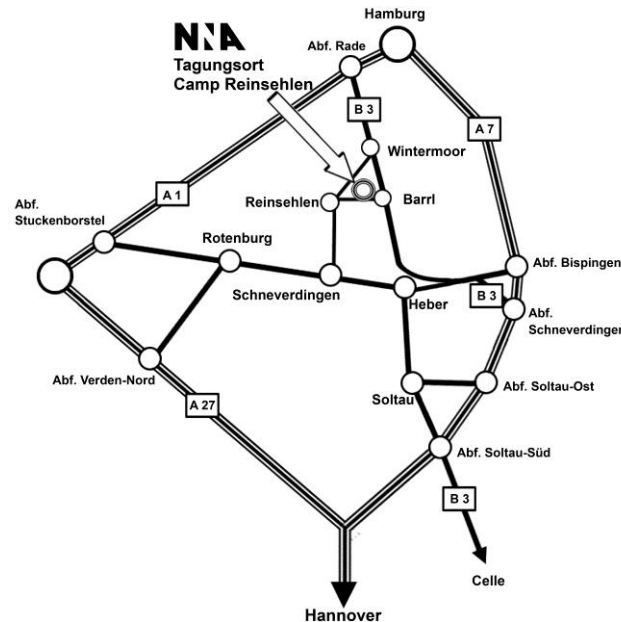 Hamburg
NNA
Abf. Rade
Tagungsort
Camp Reinsehlen
B 3
A 7
Wintermoor
A 1
Reinsehlen
Barrl
Abf.
Stuckenborstel
Rotenburg
Abf. Bispingen
Schneverdingen
Heber
B 3
Abf.
Schneverdingen
Abf. Verden-Nord
Soltau
Abf. Soltau-Ost
A 27
Abf. Soltau-Süd
B 3
Celle
Hannover